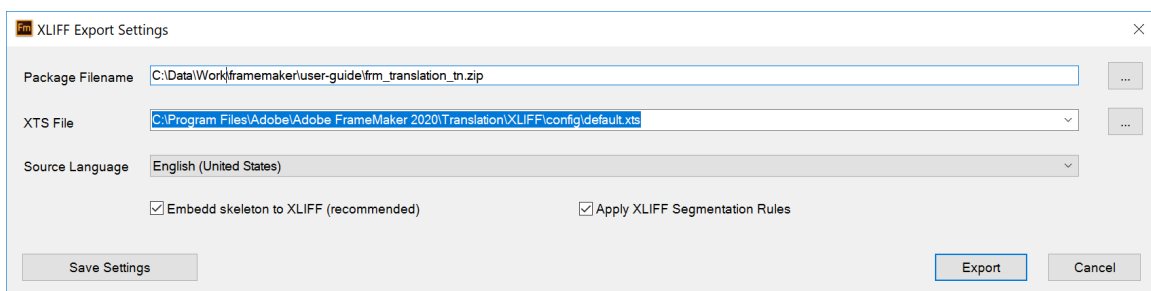 Fm XLIFF Export Settings
Package Filename C:\Data\Work\framemaker\user-guide\frm_translation_tn.zip ...
XTS File C:\Program Files\Adobe\Adobe FrameMaker 2020\Translation\XLIFF\config\default.xts ...
Source Language English (United States)
Embedd skeleton to XLIFF (recommended) Apply XLIFF Segmentation Rules
Save Settings Export Cancel